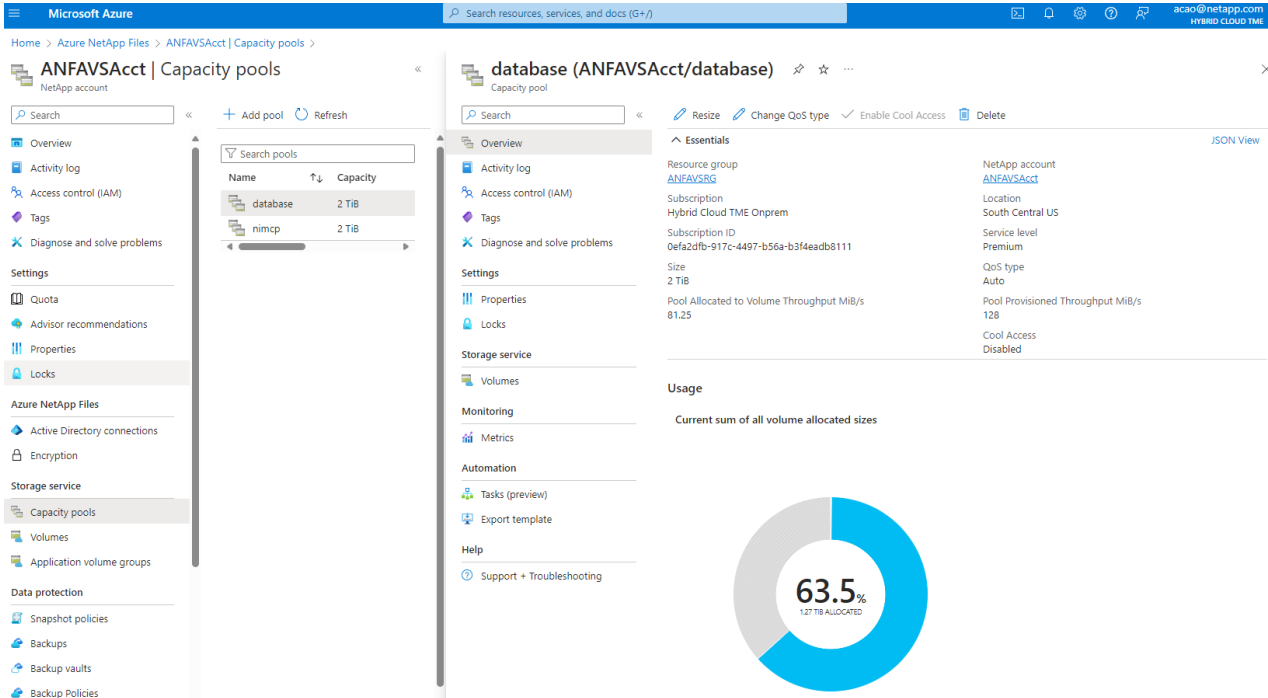 Microsoft Azure
Search resources, services, and docs (G+/)
acao@netapp.com
HYBRID CLOUD TME
Home > Azure NetApp Files > ANFAVSAcct | Capacity pools >
ANFAVSAcct | Capacity pools
NetApp account
Search
Overview
Activity log
Access control (IAM)
Tags
Diagnose and solve problems
Settings
Quota
Advisor recommendations
Properties
Locks
Azure NetApp Files
Active Directory connections
Encryption
Storage service
Capacity pools
Volumes
Application volume groups
Data protection
Snapshot policies
Backups
Backup vaults
Backup Policies
Add pool
Refresh
Search pools
Name Capacity
database 2 TiB
nimcp 2 TiB
database (ANFAVSAcct/database)
Capacity pool
Search
Overview
Activity log
Access control (IAM)
Tags
Diagnose and solve problems
Settings
Properties
Locks
Storage service
Volumes
Monitoring
Metrics
Automation
Tasks (preview)
Export template
Help
Support + Troubleshooting
Resize Change QoS type Enable Cool Access Delete
Essentials
JSON View
Resource group
ANFAVSRG
Subscription
Hybrid Cloud TME Onprem
Subscription ID
0efa2dfb-917c-4497-b56a-b3f4eadb8111
Size
2 TiB
Pool Allocated to Volume Throughput MiB/s
81.25
NetApp account
ANFAVSAcct
Location
South Central US
Service level
Premium
QoS type
Auto
Pool Provisioned Throughput MiB/s
128
Cool Access
Disabled
Usage
Current sum of all volume allocated sizes
63.5%
1.27 TIB ALLOCATED